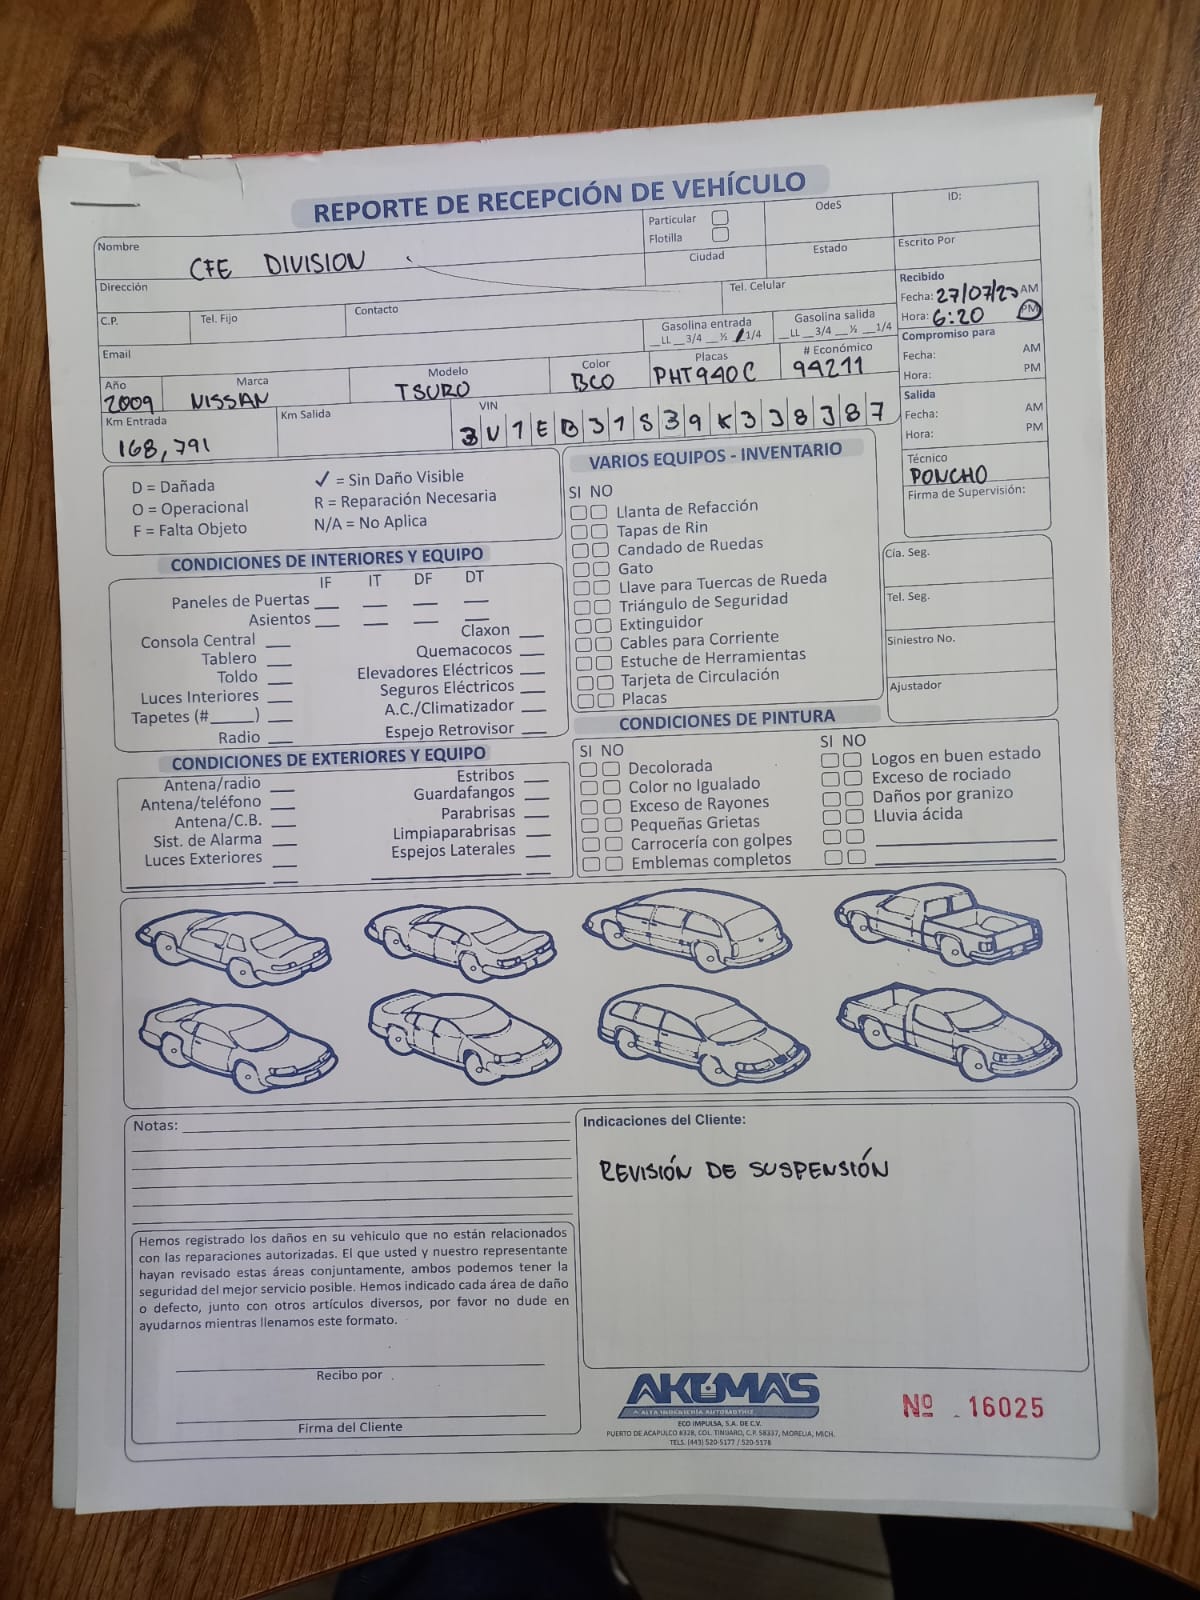 REPORTE DE RECEPCIÓN DE VEHÍCULO
Nombre CFE DIVISION
Particular
Flotilla
OdeS
ID:
Dirección
Ciudad
Estado
Escrito Por
C.P.
Tel. Fijo
Contacto
Tel. Celular
Recibido
Fecha: 27/07/ AM
Hora: 6:20 PM
Email
Gasolina entrada
__LL __3/4 __½ __1/4
Gasolina salida
__LL __3/4 __½ __1/4
Compromiso para
Fecha: AM
Hora: PM
Año 2009
Marca NISSAN
Modelo TSURO
Color BCO
Placas PHT940C
# Económico 94211
Salida
Fecha: AM
Hora: PM
Km Entrada 168,791
Km Salida
VIN
Técnico
PONCHO
Firma de Supervisión:
D = Dañada
O = Operacional
F = Falta Objeto
✓ = Sin Daño Visible
R = Reparación Necesaria
N/A = No Aplica
VARIOS EQUIPOS - INVENTARIO
SI NO
Llanta de Refacción
Tapas de Rin
Candado de Ruedas
Gato
Llave para Tuercas de Rueda
Triángulo de Seguridad
Extinguidor
Cables para Corriente
Estuche de Herramientas
Tarjeta de Circulación
Placas
Cía. Seg.
Tel. Seg.
Siniestro No.
Ajustador
CONDICIONES DE INTERIORES Y EQUIPO
IF IT DF DT
Paneles de Puertas
Asientos
Consola Central
Tablero
Toldo
Luces Interiores
Tapetes (#_____)
Radio
Claxon
Quemacocos
Elevadores Eléctricos
Seguros Eléctricos
A.C./Climatizador
Espejo Retrovisor
CONDICIONES DE EXTERIORES Y EQUIPO
Antena/radio
Antena/teléfono
Antena/C.B.
Sist. de Alarma
Luces Exteriores
Estribos
Guardafangos
Parabrisas
Limpiaparabrisas
Espejos Laterales
CONDICIONES DE PINTURA
SI NO
Decolorada
Color no Igualado
Exceso de Rayones
Pequeñas Grietas
Carrocería con golpes
Emblemas completos
SI NO
Logos en buen estado
Exceso de rociado
Daños por granizo
Lluvia ácida
Notas:
Indicaciones del Cliente:
REVISIÓN DE SUSPENSIÓN
Hemos registrado los daños en su vehiculo que no están relacionados
con las reparaciones autorizadas. El que usted y nuestro representante
hayan revisado estas áreas conjuntamente, ambos podemos tener la
seguridad del mejor servicio posible. Hemos indicado cada área de daño
o defecto, junto con otros artículos diversos, por favor no dude en
ayudarnos mientras llenamos este formato.
Recibo por
Firma del Cliente
AKUMA'S
ALTA INGENIERÍA AUTOMOTRIZ
ECO IMPULSA, S.A. DE C.V.
PUERTO DE ACAPULCO #328, COL. TINIJARO, C.P. 58337, MORELIA, MICH.
TELS. (443) 520-5177 / 520-5178
Nº 16025